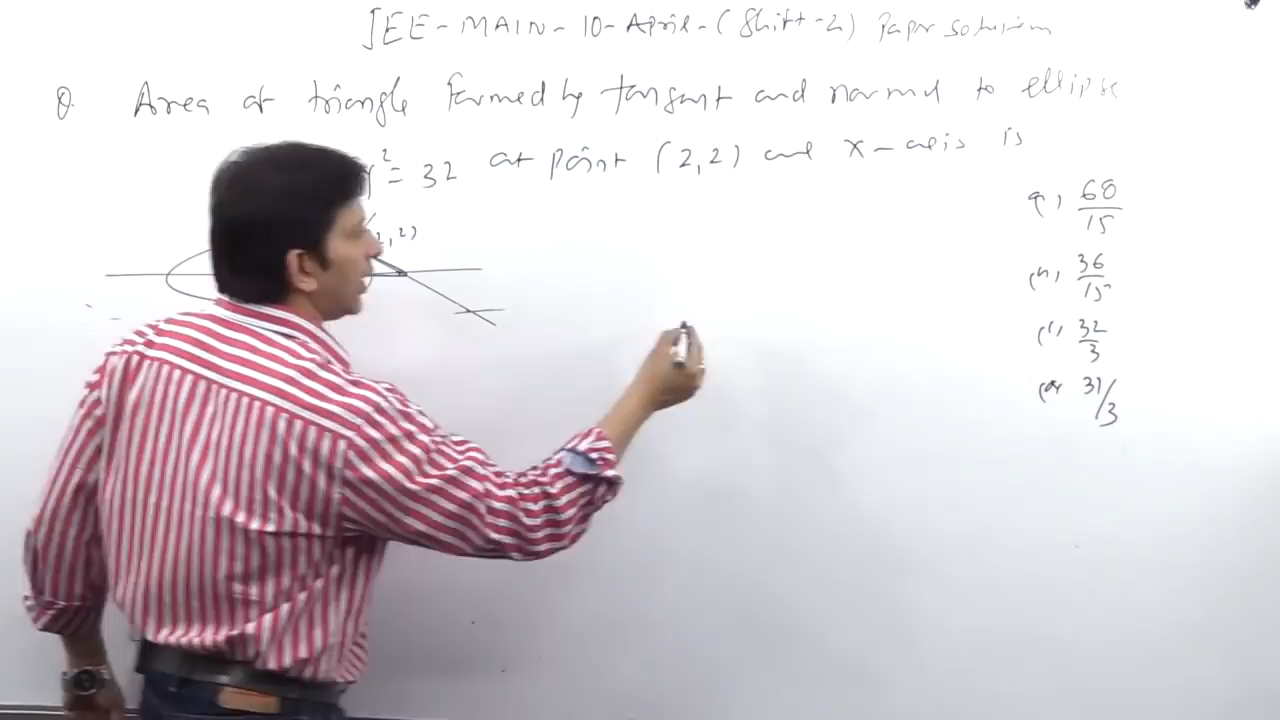 JEE-MAIN-10-April-(Shift-2) Paper solution
Q. Area of triangle formed by tangent and normal to ellipse
y²= 32 at point (2,2) and x-axis is
2,2)
68/15
36/15
32/3
31/3